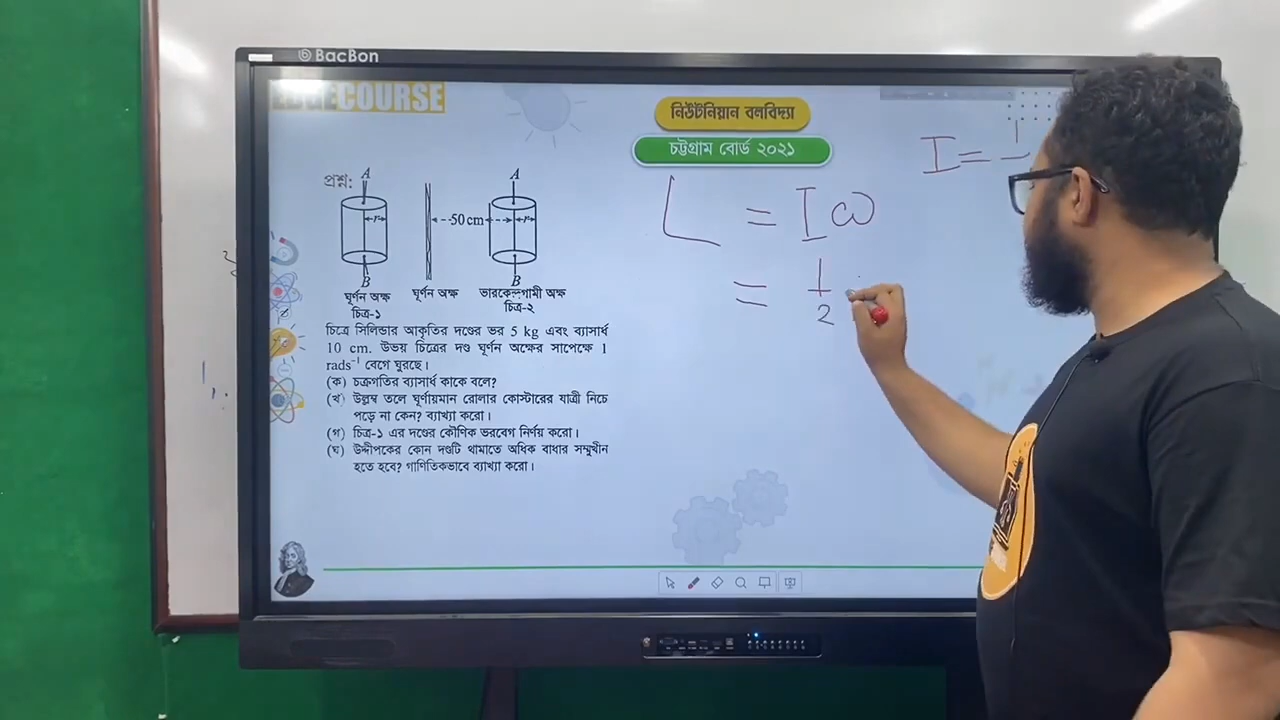 BacBon
EDGECOURSE
নিউটনিয়ান বলবিদ্যা
চট্টগ্রাম বোর্ড ২০২১
প্রশ্ন:
A
A
r
50 cm
r
B
B
ঘূর্ণন অক্ষ
ঘূর্ণন অক্ষ
ভারকেন্দ্রগামী অক্ষ
চিত্র-১
চিত্র-২
চিত্রে সিলিন্ডার আকৃতির দণ্ডের ভর 5 kg এবং ব্যাসার্ধ
10 cm. উভয় চিত্রের দণ্ড ঘূর্ণন অক্ষের সাপেক্ষে 1
rads⁻¹ বেগে ঘুরছে।
(ক) চক্রগতির ব্যাসার্ধ কাকে বলে?
(খ) উল্লম্ব তলে ঘূর্ণায়মান রোলার কোস্টারের যাত্রী নিচে
পড়ে না কেন? ব্যাখ্যা করো।
(গ) চিত্র-১ এর দণ্ডের কৌণিক ভরবেগ নির্ণয় করো।
(ঘ) উদ্দীপকের কোন দণ্ডটি থামাতে অধিক বাধার সম্মুখীন
হতে হবে? গাণিতিকভাবে ব্যাখ্যা করো।
L = Iω
= 1/2
I = 1